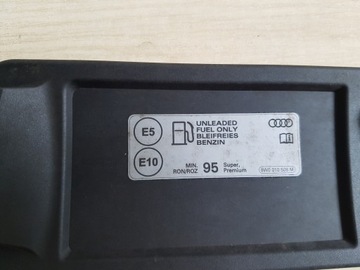 E5
UNLEADED
FUEL ONLY
BLEIFREIES
BENZIN
E10
MIN.
RON/ROZ
95
Super,
Premium